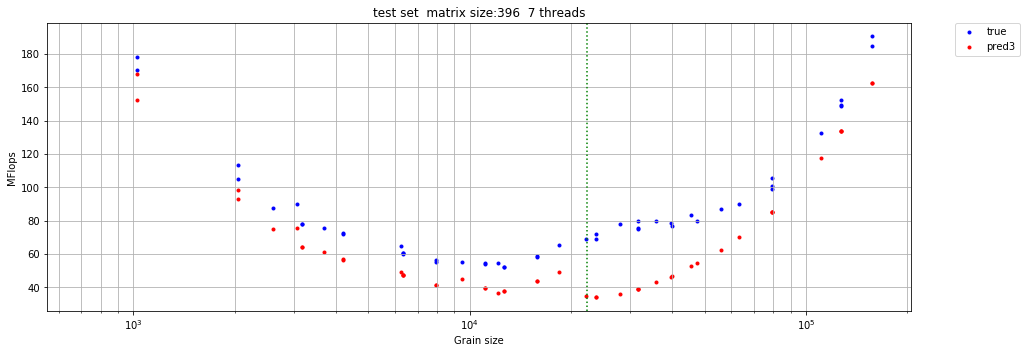 test set  matrix size:396  7 threads
true
pred3
MFlops
180
160
140
120
100
80
60
40
10³
10⁴
10⁵
Grain size